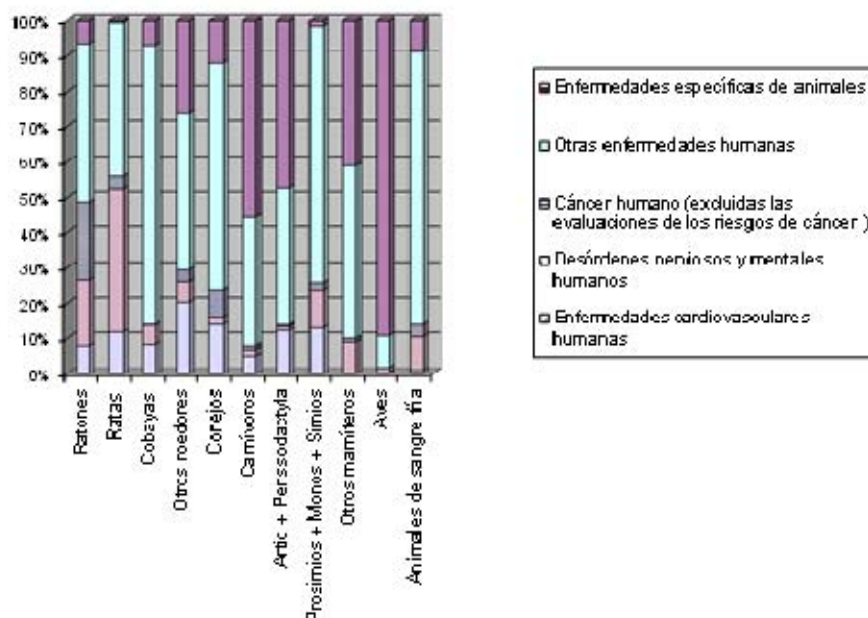 100%
90%
80%
70%
60%
50%
40%
30%
20%
10%
0%
Ratones
Ratas
Cobayas
Otros roedores
Conejos
Carnívoros
Artio + Perissodactyla
Prosimios + Monos + Simios
Otros mamíferos
Aves
Animales de sangre fría
Enfermedades específicas de animales
Otras enfermedades humanas
Cáncer humano (excluidas las
evaluaciones de los riesgos de cáncer )
Desórdenes nerviosos y mentales
humanos
Enfermedades cardiovasculares
humanas